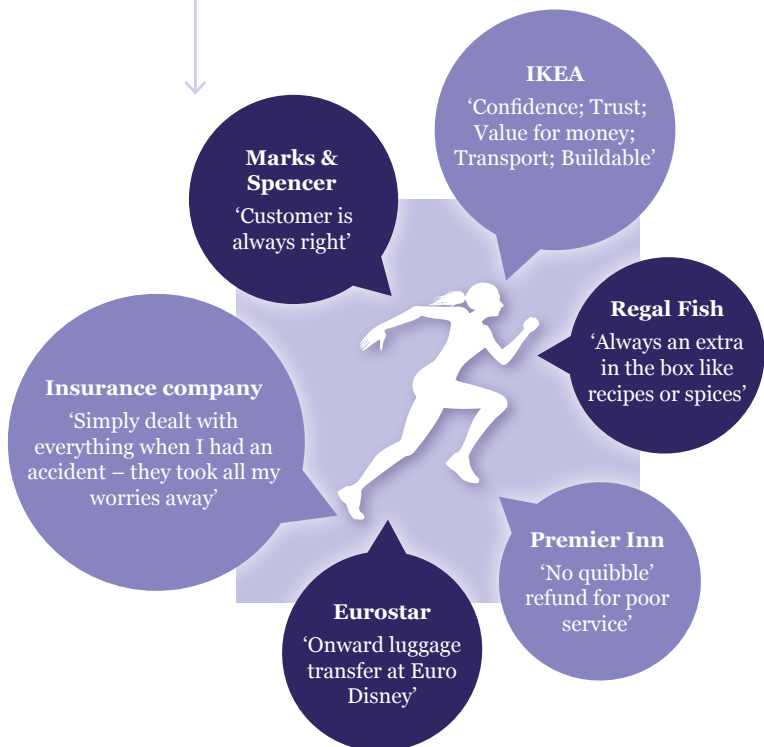 IKEA
‘Confidence; Trust;
Value for money;
Transport; Buildable’
Marks &
Spencer
‘Customer is
always right’
Regal Fish
‘Always an extra
in the box like
recipes or spices’
Insurance company
‘Simply dealt with
everything when I had an
accident – they took all my
worries away’
Premier Inn
‘No quibble’
refund for poor
service’
Eurostar
‘Onward luggage
transfer at Euro
Disney’